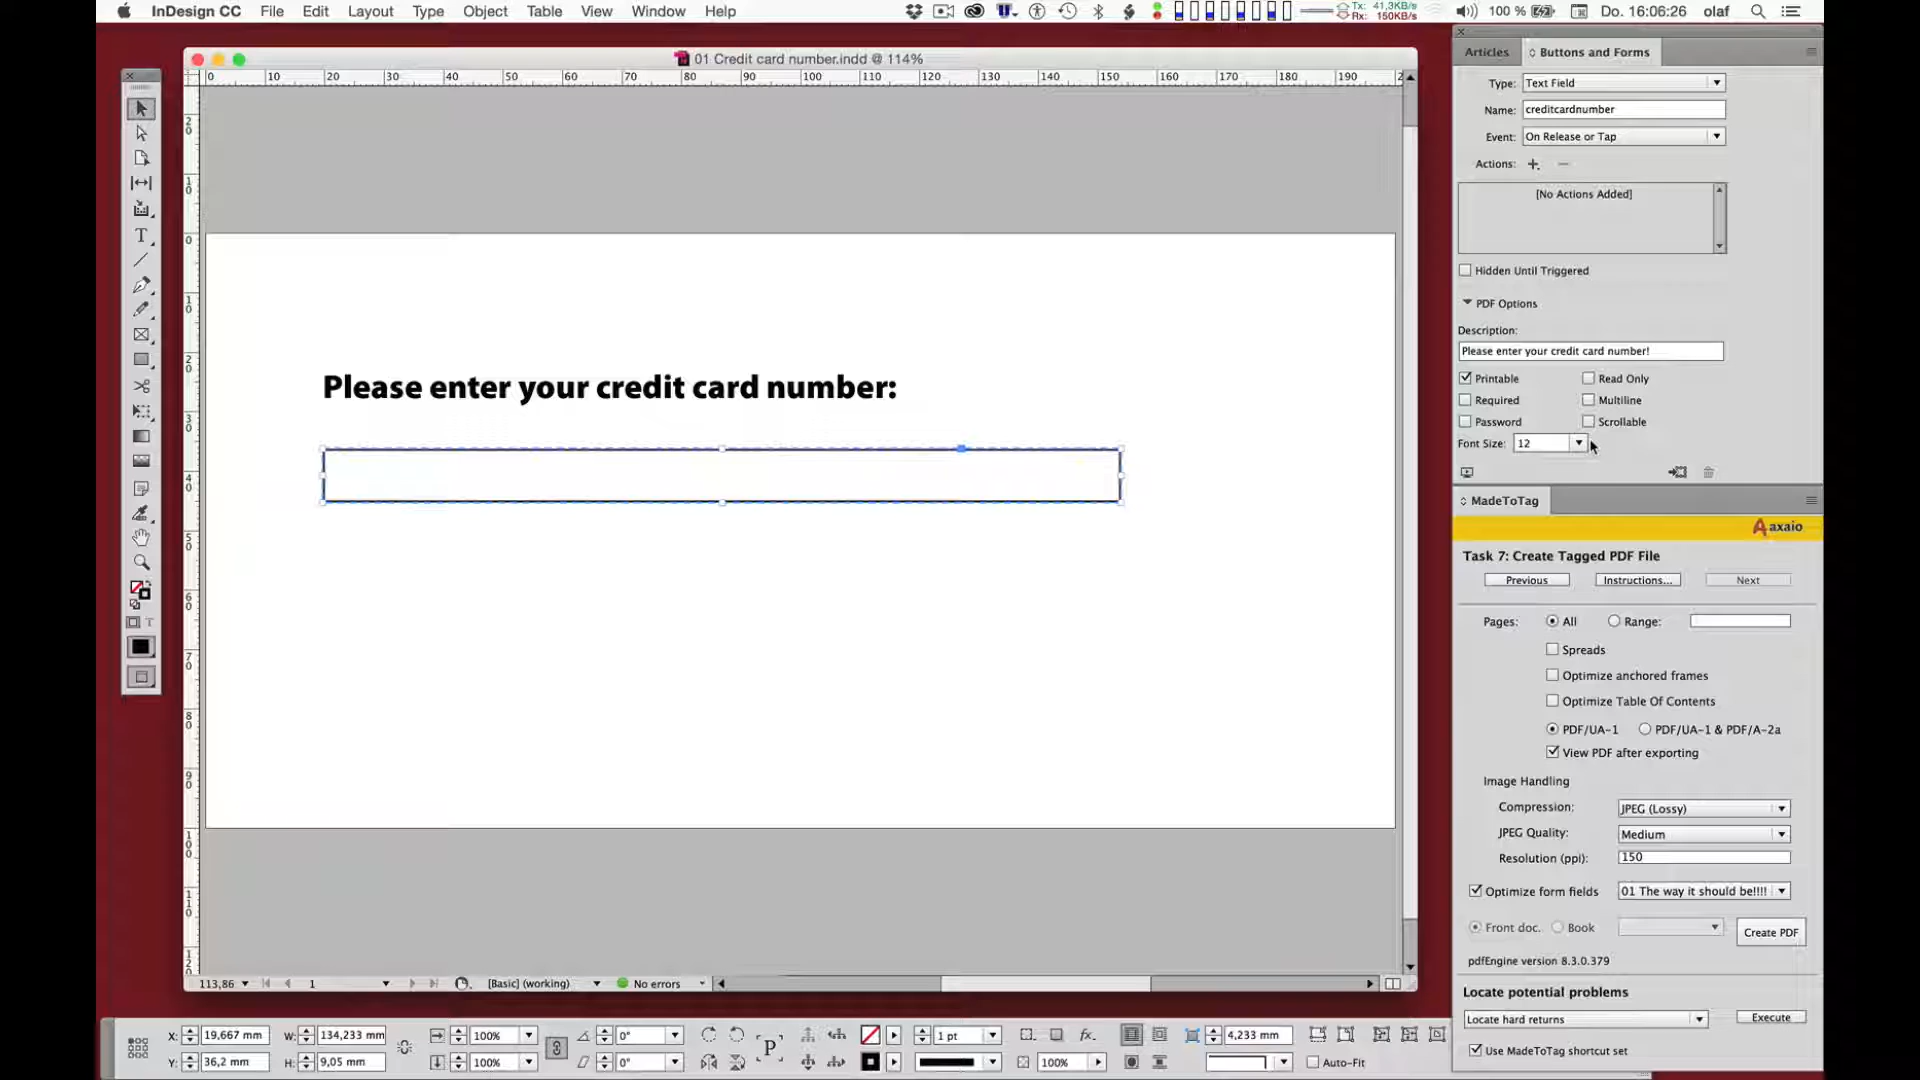 InDesign CC File Edit Layout Type Object Table View Window Help
Tx: 41,3KB/s
Rx: 150KB/s
100 % Do. 16:06:26 olaf
01 Credit card number.indd @ 114%
0 10 20 30 40 50 60 70 80 90 100 110 120 130 140 150 160 170 180 190
Please enter your credit card number:
113,86 1 [Basic] (working) No errors
Articles Buttons and Forms
Type: Text Field
Name: creditcardnumber
Event: On Release or Tap
Actions:
[No Actions Added]
Hidden Until Triggered
PDF Options
Description:
Please enter your credit card number!
Printable Read Only
Required Multiline
Password Scrollable
Font Size: 12
MadeToTag
axaio
Task 7: Create Tagged PDF File
Previous Instructions... Next
Pages: All Range:
Spreads
Optimize anchored frames
Optimize Table Of Contents
PDF/UA-1 PDF/UA-1 & PDF/A-2a
View PDF after exporting
Image Handling
Compression: JPEG (Lossy)
JPEG Quality: Medium
Resolution (ppi): 150
Optimize form fields 01 The way it should be!!!!
Front doc. Book Create PDF
pdfEngine version 8.3.0.379
Locate potential problems
Locate hard returns Execute
Use MadeToTag shortcut set
X: 19,667 mm W: 134,233 mm 100% 0° 1 pt fx. 4,233 mm
Y: 36,2 mm H: 9,05 mm 100% 0° P 100% Auto-Fit